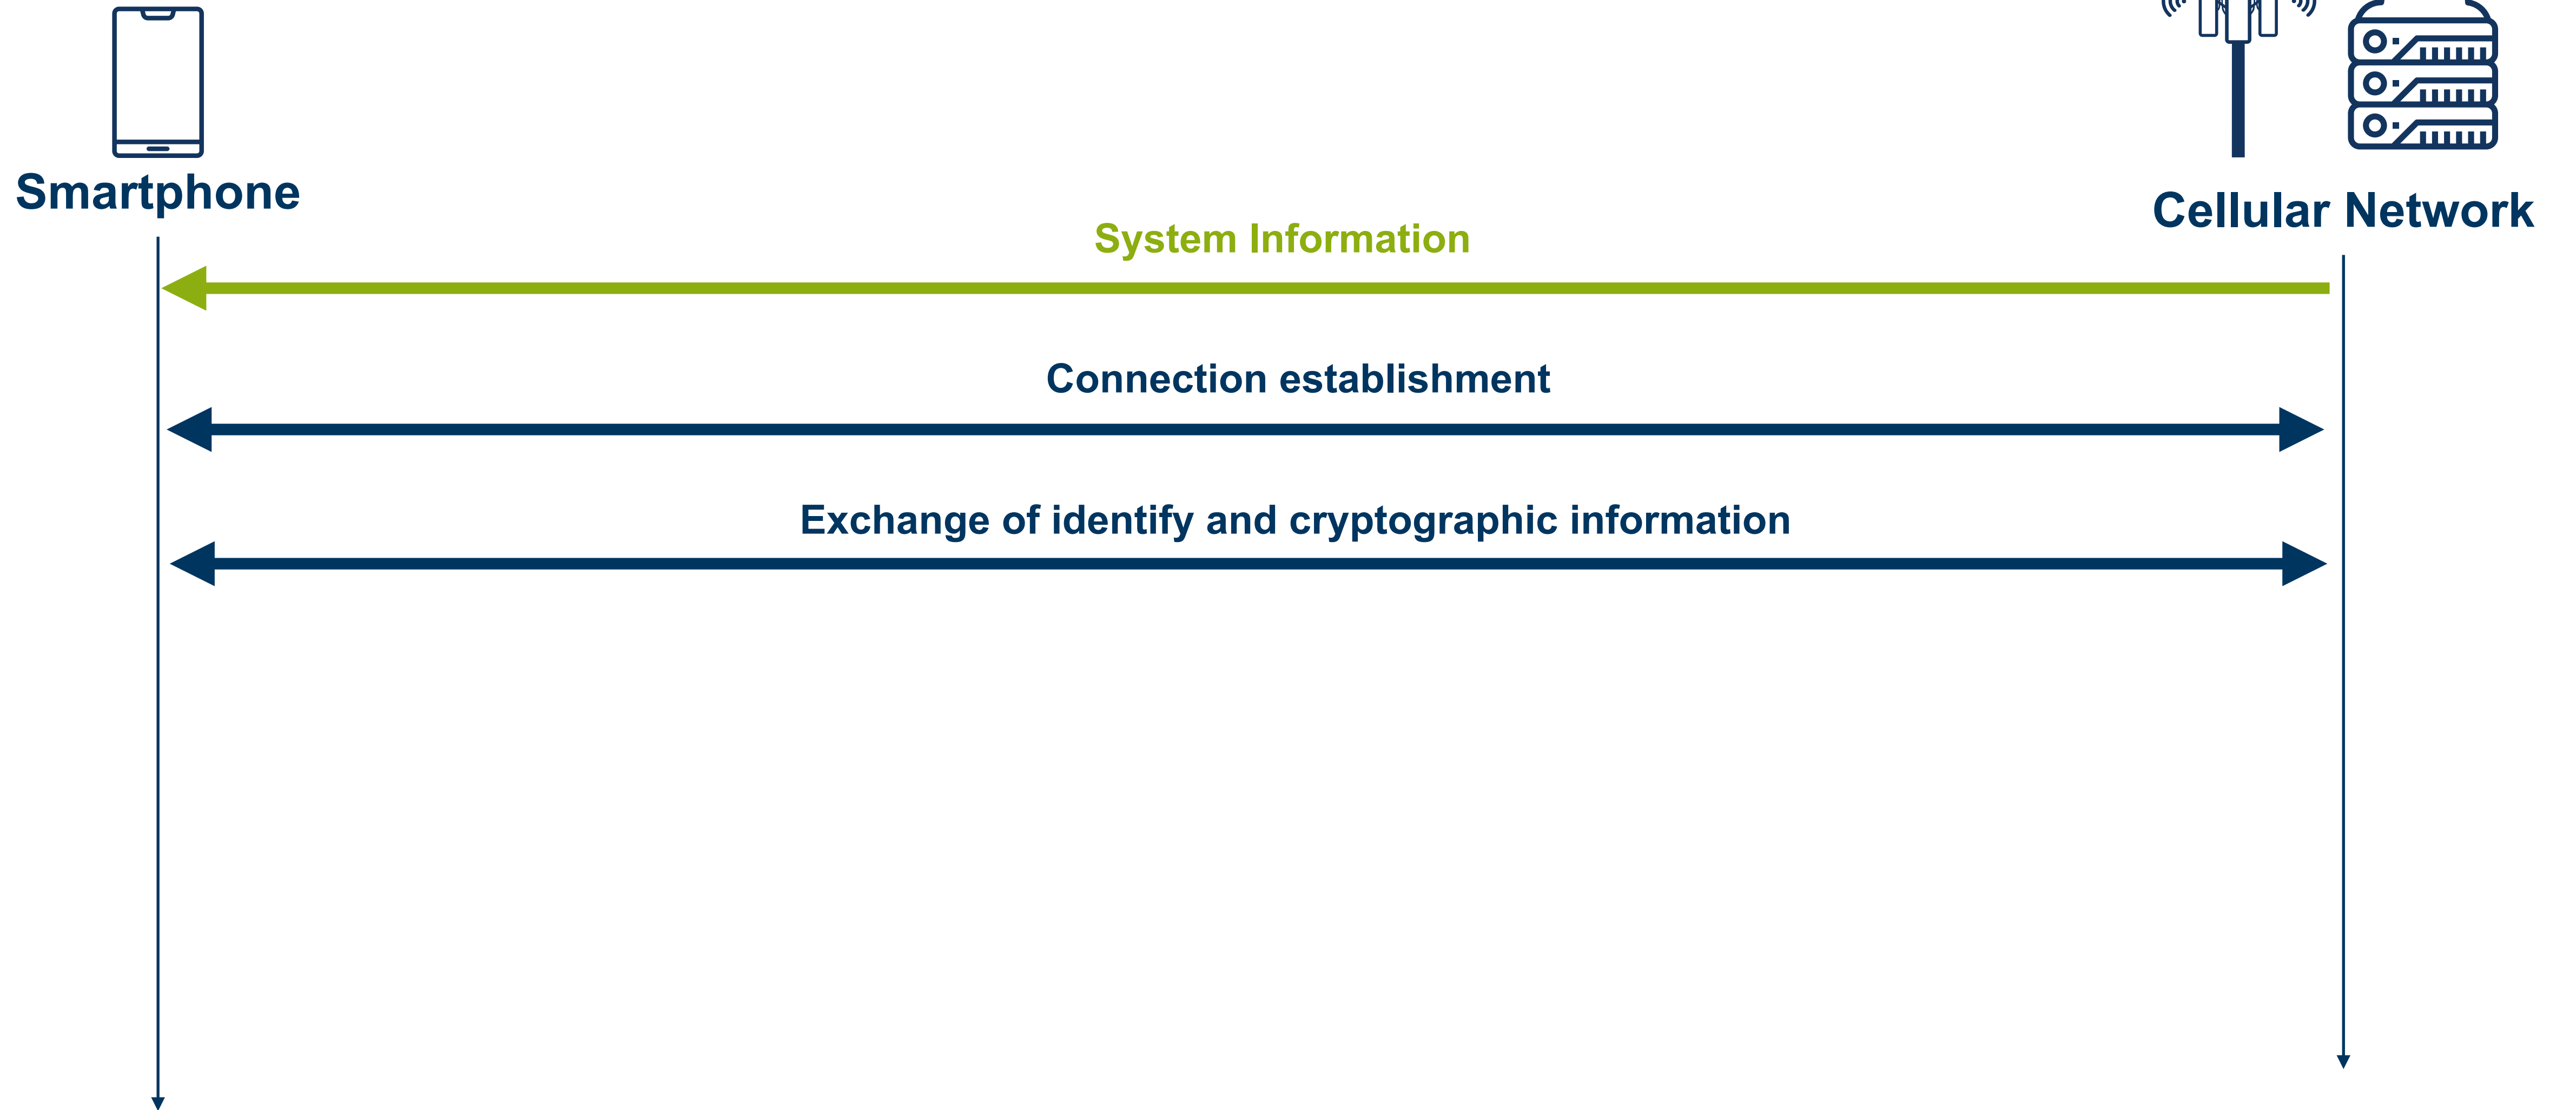 Smartphone
Cellular Network
System Information
Connection establishment
Exchange of identify and cryptographic information